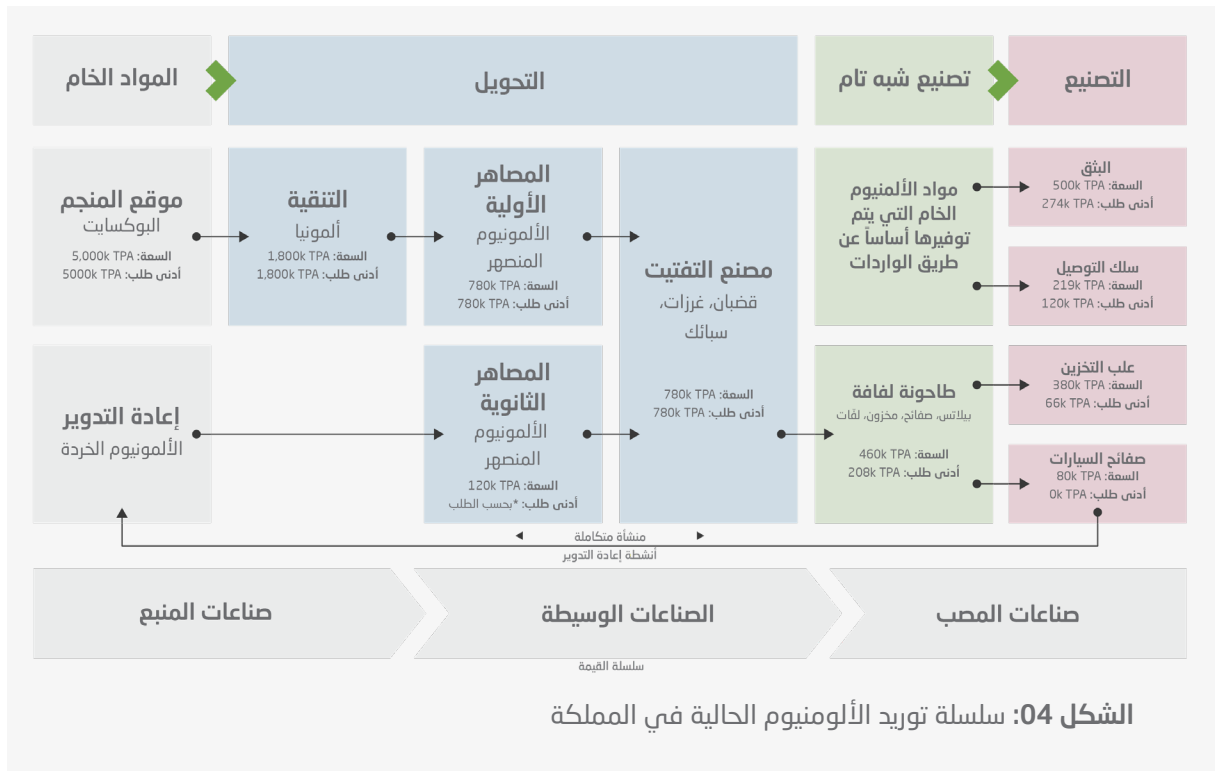 المواد الخام
التحويل
تصنيع شبه تام
التصنيع
موقع المنجم
البوكسايت
السعة: 5,000k TPA
أدنى طلب: 5000k TPA
التنقية
ألمونيا
السعة: 1,800k TPA
أدنى طلب: 1,800k TPA
المصاهر
الأولية
الألمونيوم
المنصهر
السعة: 780k TPA
أدنى طلب: 780k TPA
مصنع التفتيت
قضبان، غرزات،
سبائك
السعة: 780k TPA
أدنى طلب: 780k TPA
مواد الألمنيوم
الخام التي يتم
توفيرها أساساً عن
طريق الواردات
البثق
السعة: 500k TPA
أدنى طلب: 274k TPA
سلك التوصيل
السعة: 219k TPA
أدنى طلب: 120k TPA
إعادة التدوير
الألمونيوم الخردة
المصاهر
الثانوية
الألمونيوم
المنصهر
السعة: 120k TPA
أدنى طلب: *بحسب الطلب
طاحونة لفافة
بيلاتس، صفائح، مخزون، لفات
السعة: 460k TPA
أدنى طلب: 208k TPA
علب التخزين
السعة: 380k TPA
أدنى طلب: 66k TPA
صفائح السيارات
السعة: 80k TPA
أدنى طلب: 0k TPA
منشأة متكاملة
أنشطة إعادة التدوير
صناعات المنبع
الصناعات الوسيطة
صناعات المصب
سلسلة القيمة
الشكل 04: سلسلة توريد الألومنيوم الحالية في المملكة